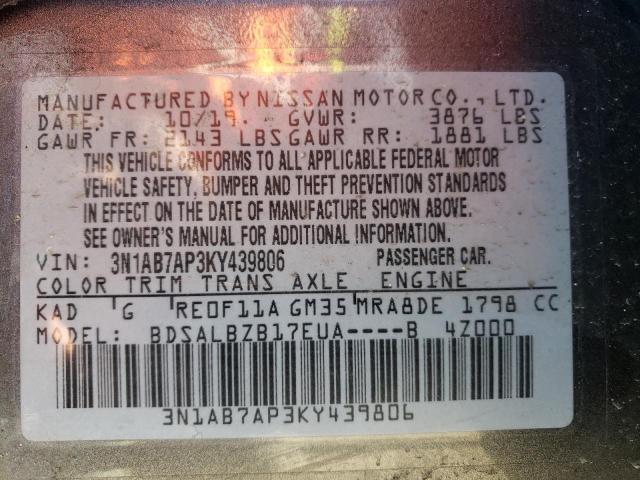 MANUFACTURED BY NISSAN MOTOR CO., LTD.
DATE: 10/19. GVWR: 3876 LBS
GAWR FR: 2143 LBS GAWR RR: 1881 LBS
THIS VEHICLE CONFORMS TO ALL APPLICABLE FEDERAL MOTOR
VEHICLE SAFETY, BUMPER AND THEFT PREVENTION STANDARDS
IN EFFECT ON THE DATE OF MANUFACTURE SHOWN ABOVE.
SEE OWNER'S MANUAL FOR ADDITIONAL INFORMATION.
VIN: 3N1AB7AP3KY439806 PASSENGER CAR.
COLOR TRIM TRANS AXLE ENGINE
KAD G RE0F11A GM35 MRA8DE 1798 CC
MODEL: BDSALBZB17EUA----B 4Z000
3N1AB7AP3KY439806